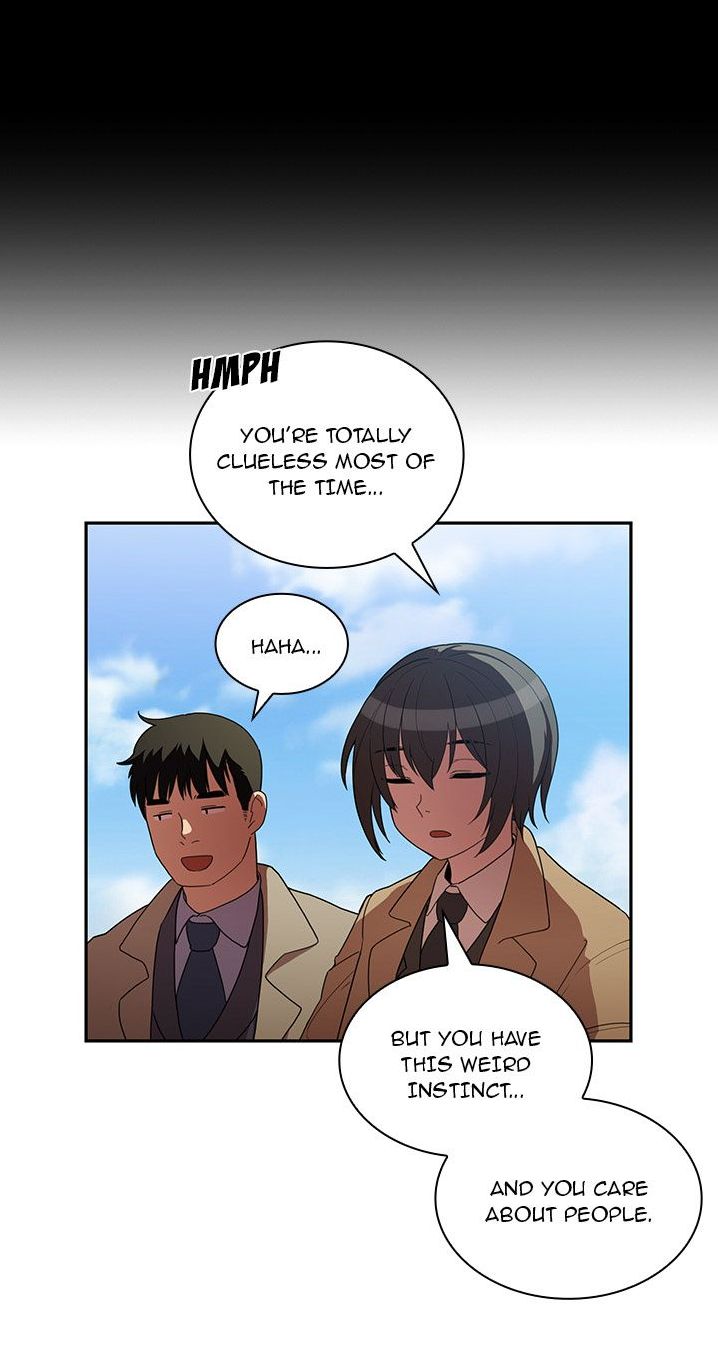 HMPH
YOU'RE TOTALLY
CLUELESS MOST OF
THE TIME...
HAHA...
BUT YOU HAVE
THIS WEIRD
INSTINCT...
AND YOU CARE
ABOUT PEOPLE.